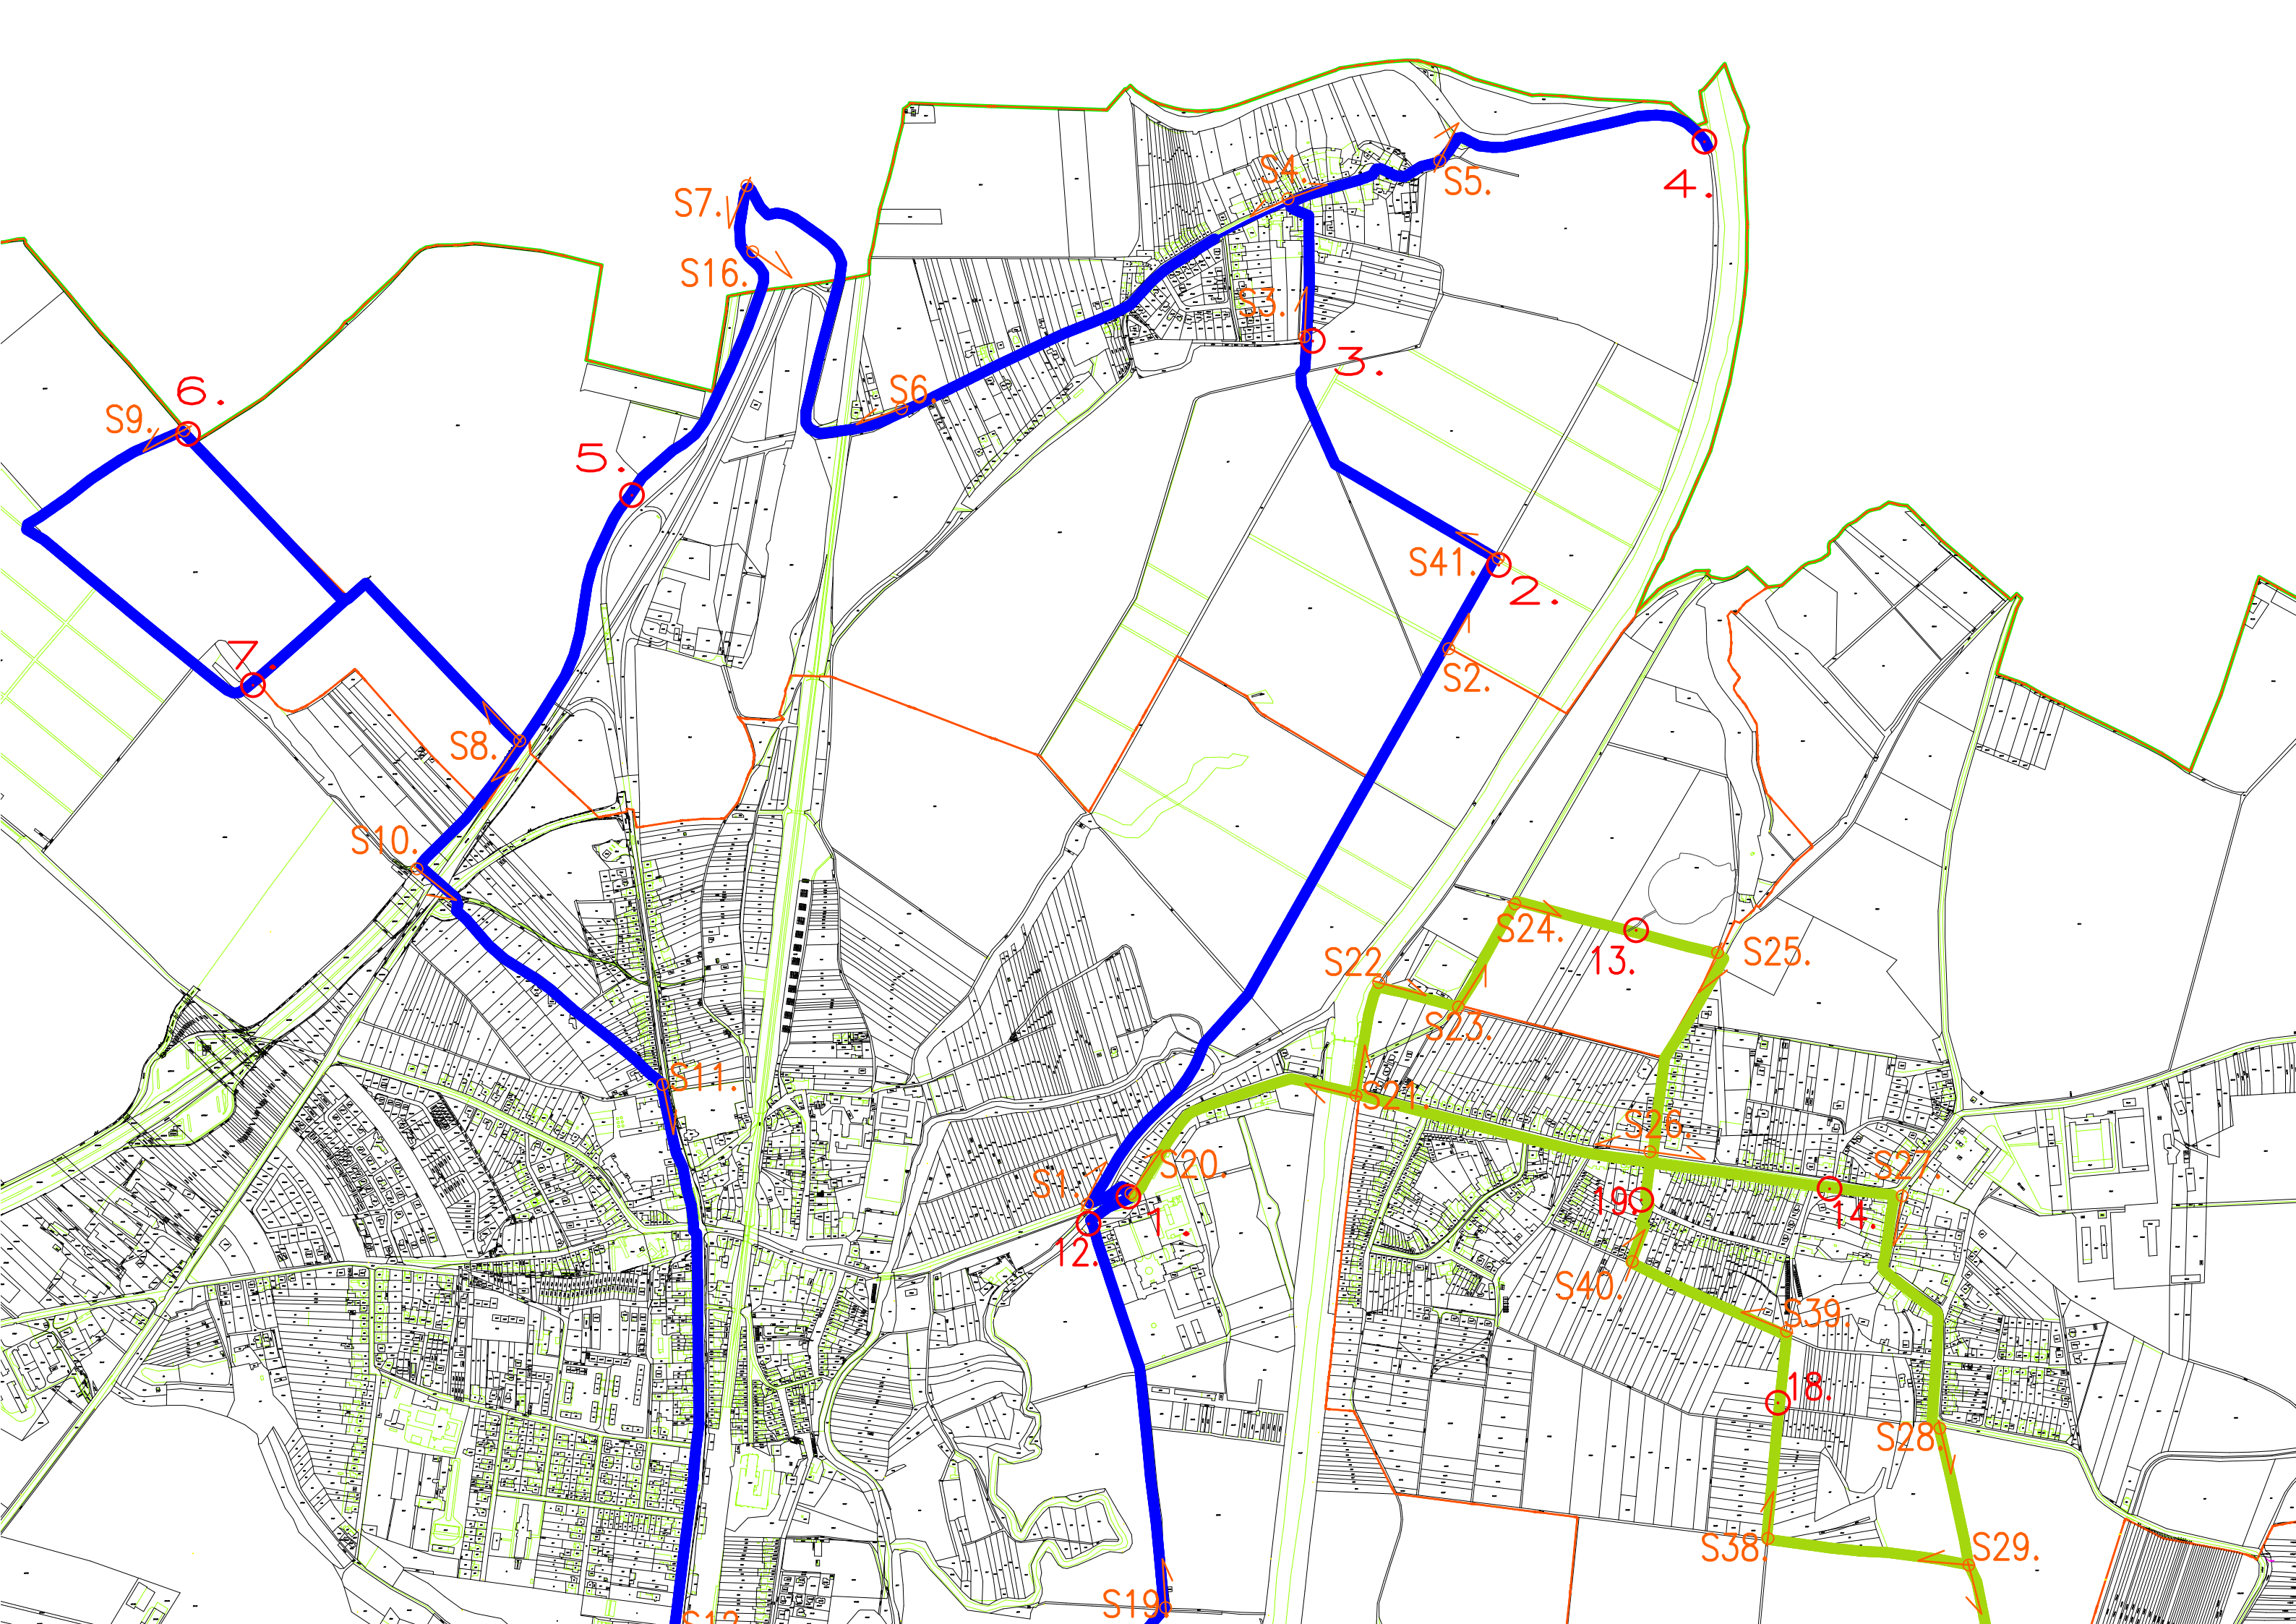 S4.
S5.
4.
S7.
S16.
S3.
3.
6.
S9.
S6.
5.
S41.
2.
7.
S2.
S8.
S10.
S24.
13.
S25.
S22.
S23.
S11.
S21.
S26.
S1.
S20.
S27.
19.
14.
1.
12.
S40.
S39.
18.
S28.
S38.
S29.
S19.
S12.